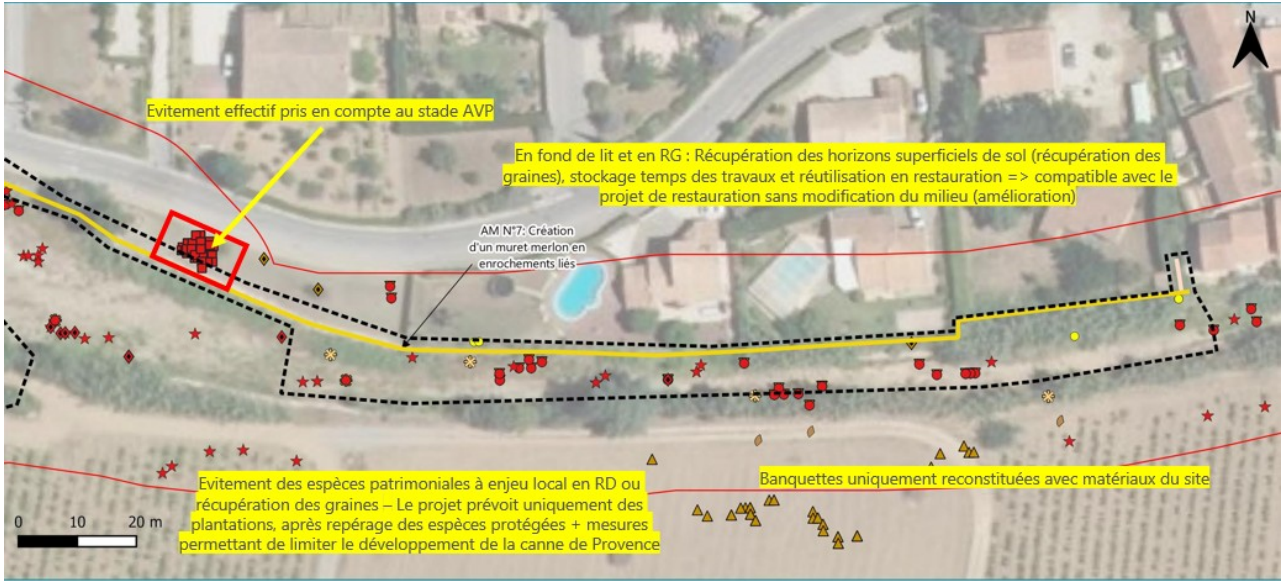 N
Evitement effectif pris en compte au stade AVP
En fond de lit et en RG : Récupération des horizons superficiels de sol (récupération des
graines), stockage temps des travaux et réutilisation en restauration => compatible avec le
projet de restauration sans modification du milieu (amélioration)
AM N°7: Création
d'un muret merlon en
enrochements liés
Evitement des espèces patrimoniales à enjeu local en RD ou
récupération des graines – Le projet prévoit uniquement des
plantations, après repérage des espèces protégées + mesures
permettant de limiter le développement de la canne de Provence
Banquettes uniquement reconstituées avec matériaux du site
0 10 20 m